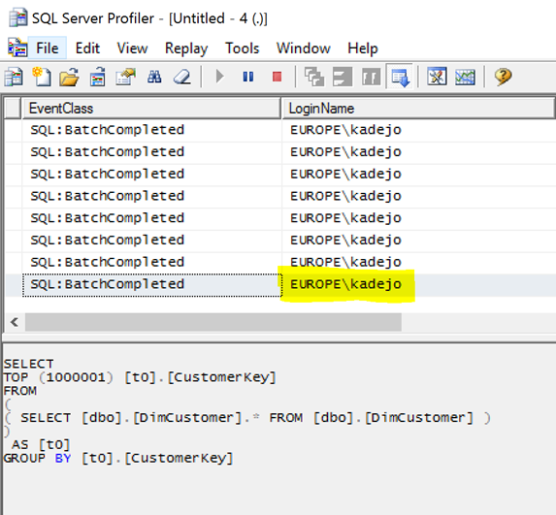 SQL Server Profiler - [Untitled - 4 (.)]
File Edit View Replay Tools Window Help
EventClass LoginName
SQL:BatchCompleted EUROPE\kadejo
SQL:BatchCompleted EUROPE\kadejo
SQL:BatchCompleted EUROPE\kadejo
SQL:BatchCompleted EUROPE\kadejo
SQL:BatchCompleted EUROPE\kadejo
SQL:BatchCompleted EUROPE\kadejo
SQL:BatchCompleted EUROPE\kadejo
SQL:BatchCompleted EUROPE\kadejo
SELECT
TOP (1000001) [t0].[CustomerKey]
FROM
(
( SELECT [dbo].[DimCustomer].* FROM [dbo].[DimCustomer] )
)
AS [t0]
GROUP BY [t0].[CustomerKey]